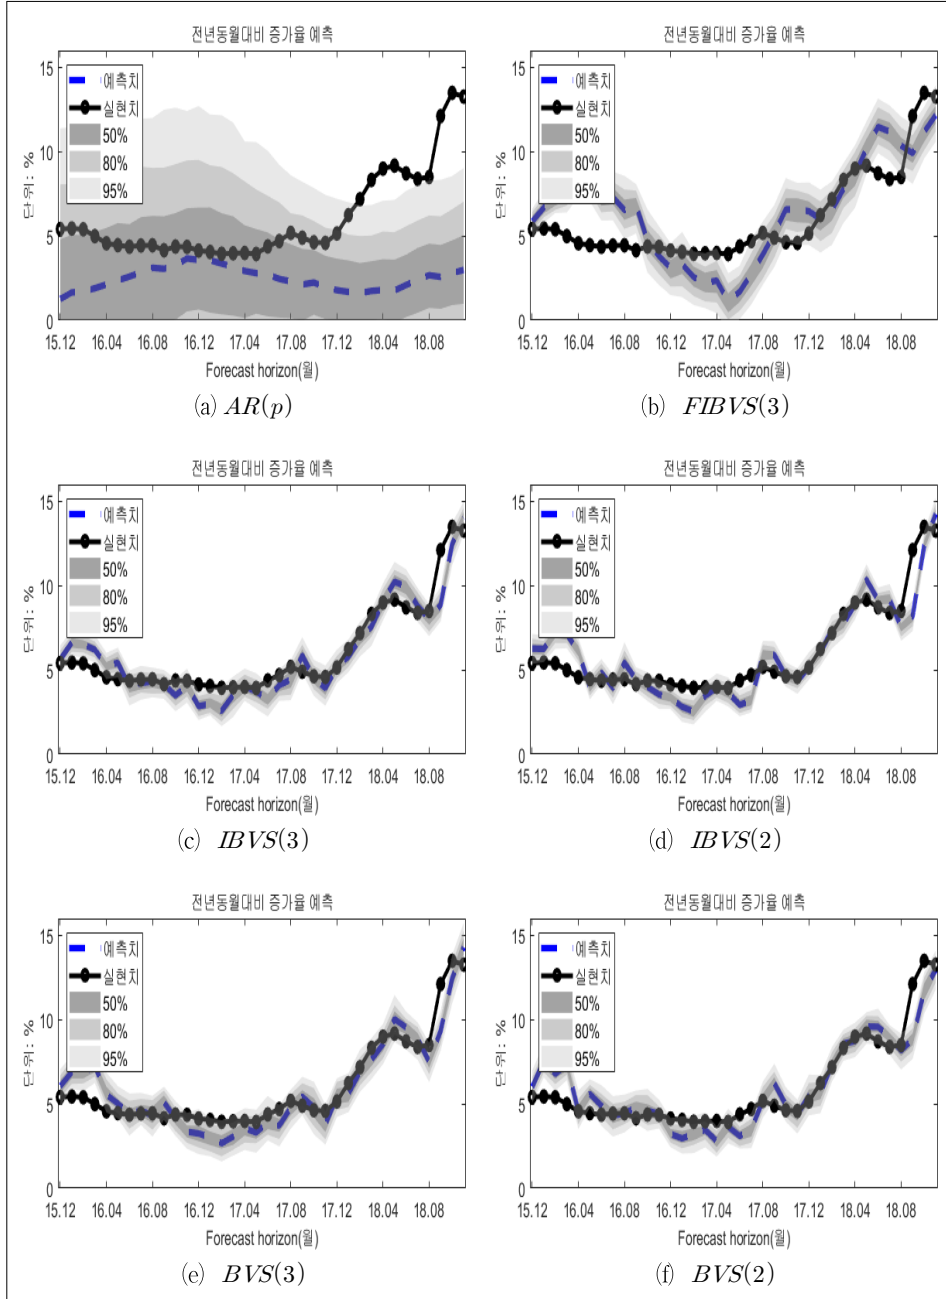 전년동월대비 증가율 예측
15
10
5
0
단위: %
예측치
실현치
50%
80%
95%
15.12 16.04 16.08 16.12 17.04 17.08 17.12 18.04 18.08
Forecast horizon(월)
(a) AR(p)
전년동월대비 증가율 예측
15
10
5
0
단위: %
예측치
실현치
50%
80%
95%
15.12 16.04 16.08 16.12 17.04 17.08 17.12 18.04 18.08
Forecast horizon(월)
(b) FIBVS(3)
전년동월대비 증가율 예측
15
10
5
0
단위: %
예측치
실현치
50%
80%
95%
15.12 16.04 16.08 16.12 17.04 17.08 17.12 18.04 18.08
Forecast horizon(월)
(c) IBVS(3)
전년동월대비 증가율 예측
15
10
5
0
단위: %
예측치
실현치
50%
80%
95%
15.12 16.04 16.08 16.12 17.04 17.08 17.12 18.04 18.08
Forecast horizon(월)
(d) IBVS(2)
전년동월대비 증가율 예측
15
10
5
0
단위: %
예측치
실현치
50%
80%
95%
15.12 16.04 16.08 16.12 17.04 17.08 17.12 18.04 18.08
Forecast horizon(월)
(e) BVS(3)
전년동월대비 증가율 예측
15
10
5
0
단위: %
예측치
실현치
50%
80%
95%
15.12 16.04 16.08 16.12 17.04 17.08 17.12 18.04 18.08
Forecast horizon(월)
(f) BVS(2)